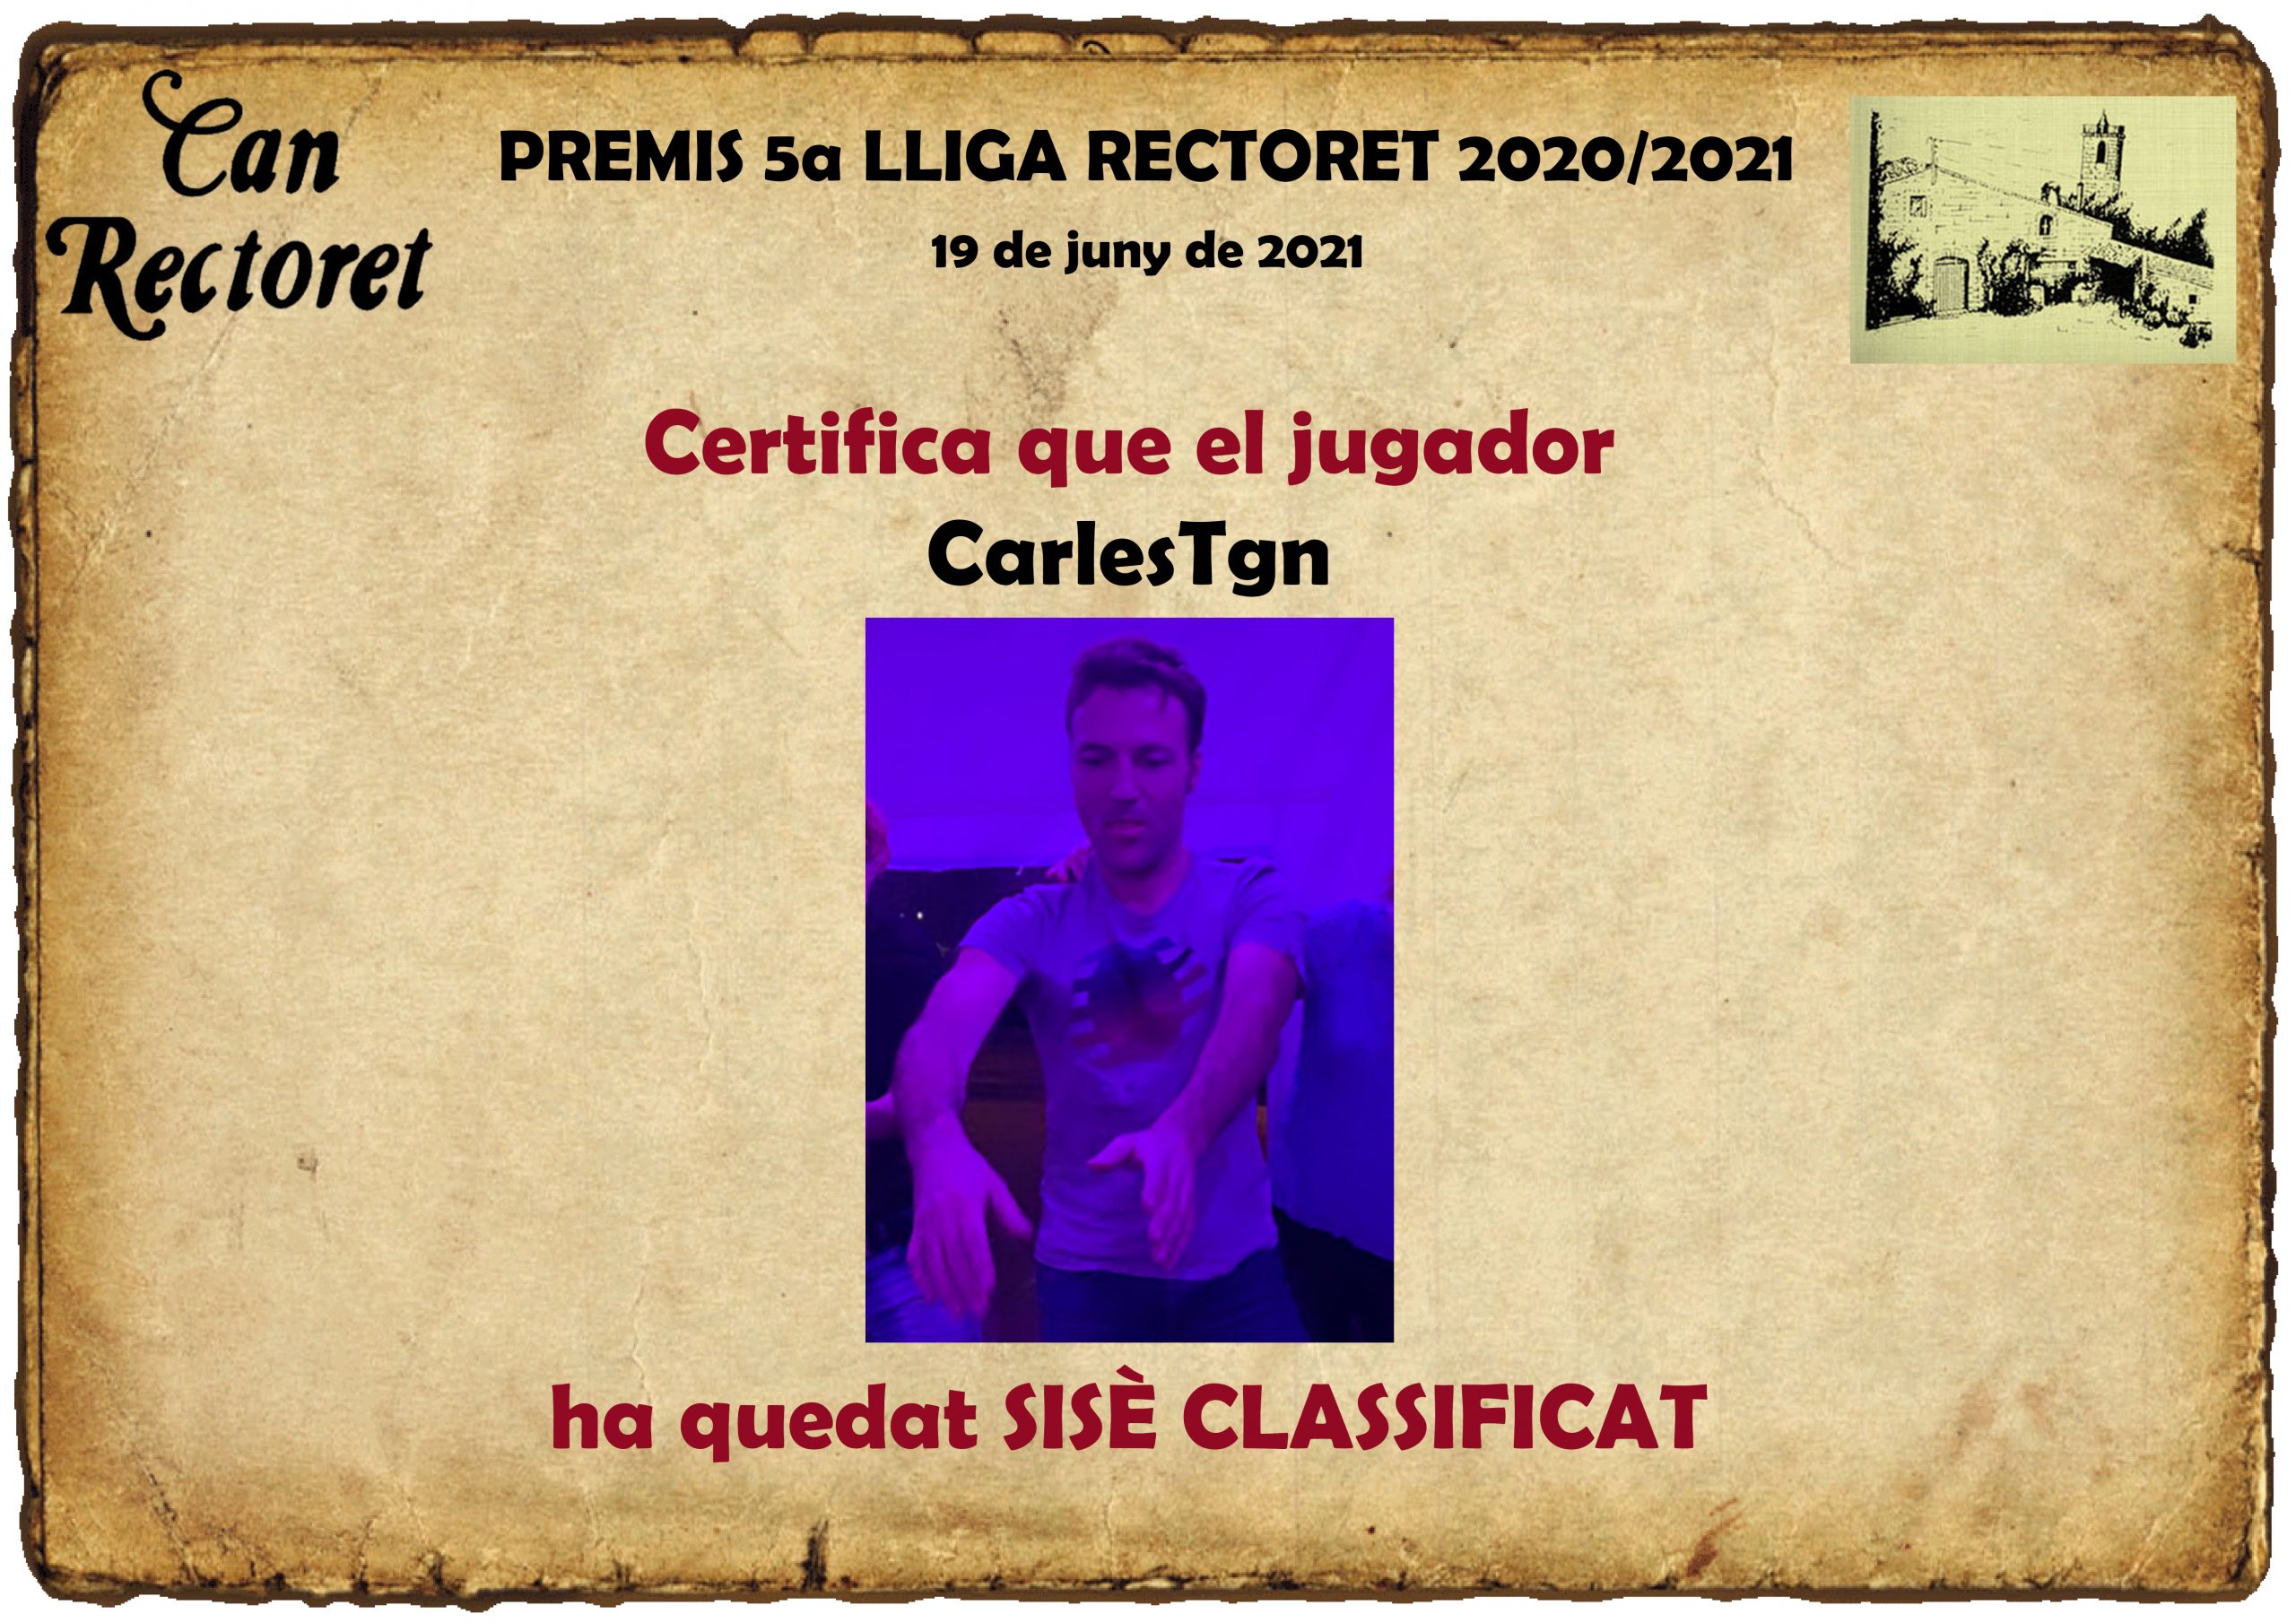 Can
Rectoret
PREMIS 5a LLIGA RECTORET 2020/2021
19 de juny de 2021
Certifica que el jugador
CarlesTgn
ha quedat SISÈ CLASSIFICAT